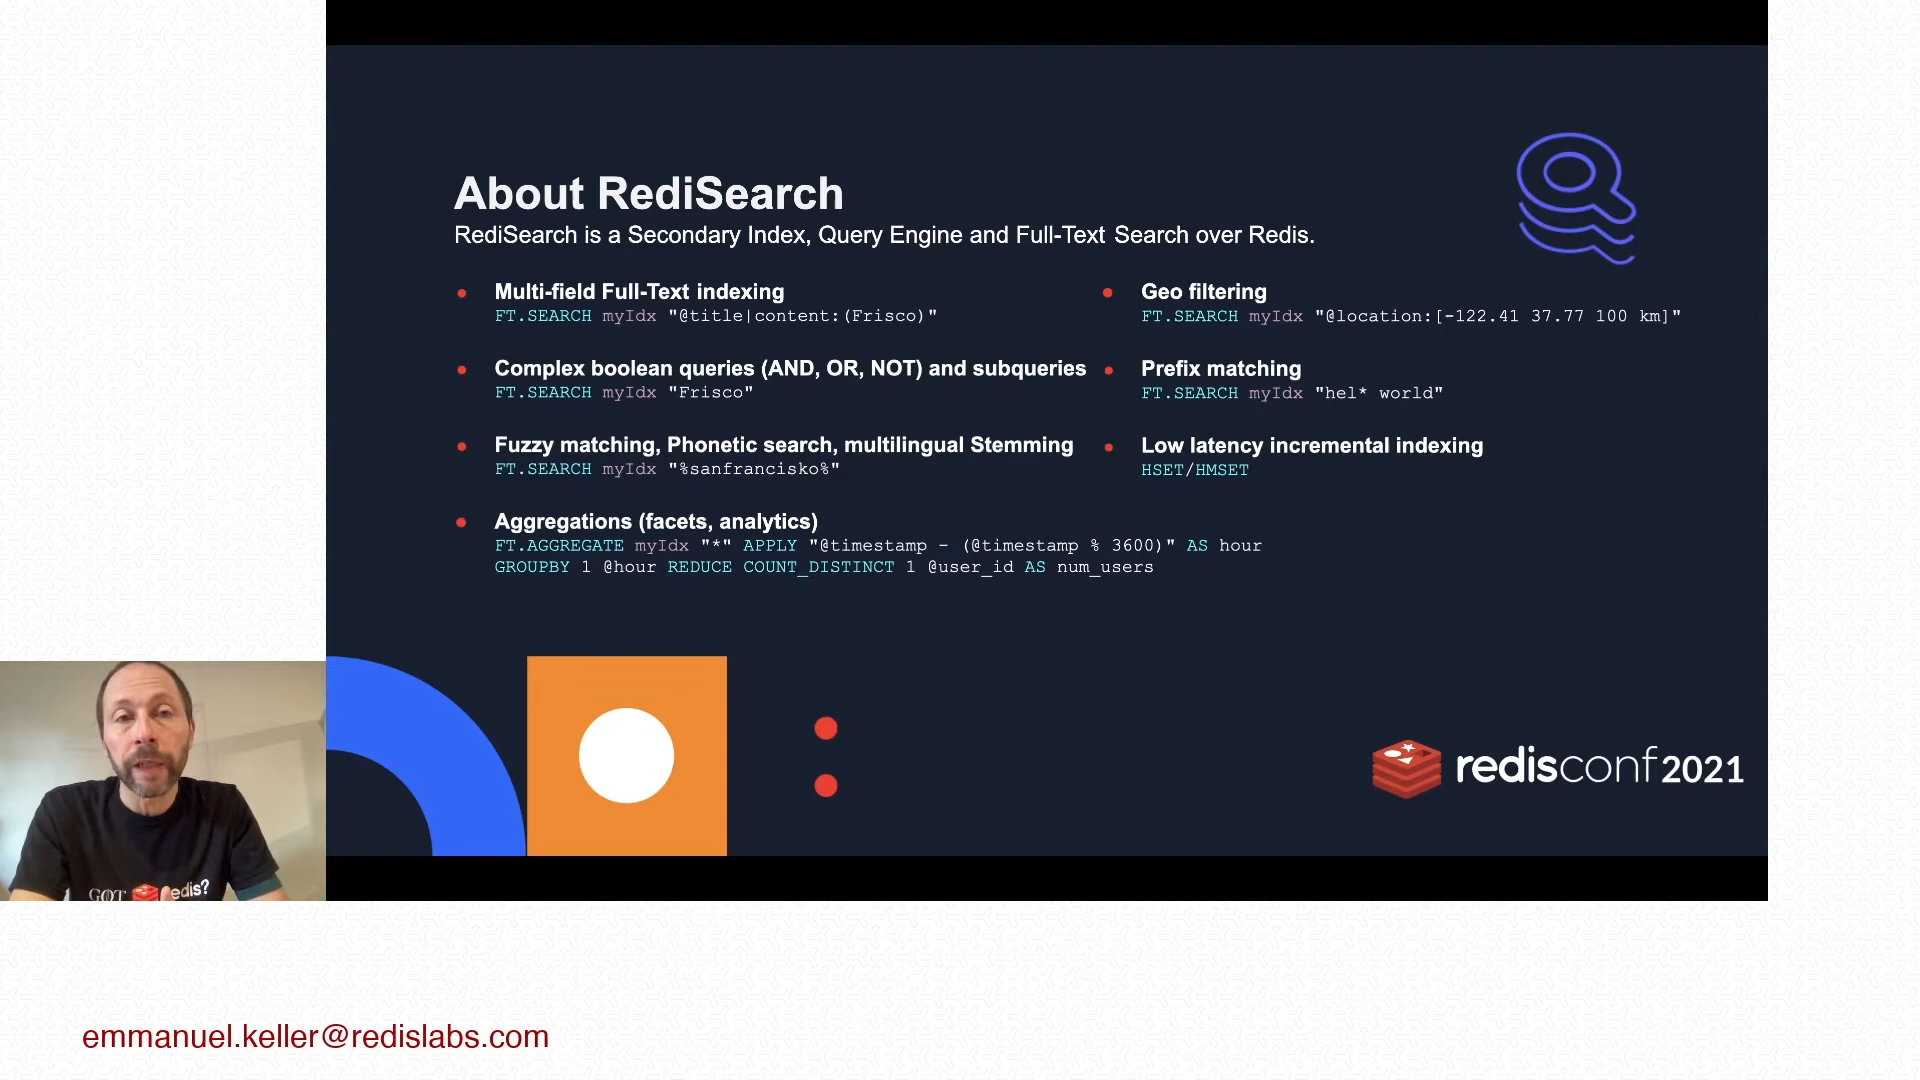 About RediSearch
RediSearch is a Secondary Index, Query Engine and Full-Text Search over Redis.
Multi-field Full-Text indexing
FT.SEARCH myIdx "@title|content:(Frisco)"
Complex boolean queries (AND, OR, NOT) and subqueries
FT.SEARCH myIdx "Frisco"
Fuzzy matching, Phonetic search, multilingual Stemming
FT.SEARCH myIdx "%sanfrancisko%"
Aggregations (facets, analytics)
FT.AGGREGATE myIdx "*" APPLY "@timestamp - (@timestamp % 3600)" AS hour
GROUPBY 1 @hour REDUCE COUNT_DISTINCT 1 @user_id AS num_users
Geo filtering
FT.SEARCH myIdx "@location:[-122.41 37.77 100 km]"
Prefix matching
FT.SEARCH myIdx "hel* world"
Low latency incremental indexing
HSET/HMSET
redisconf 2021
GOT edis?
emmanuel.keller@redislabs.com